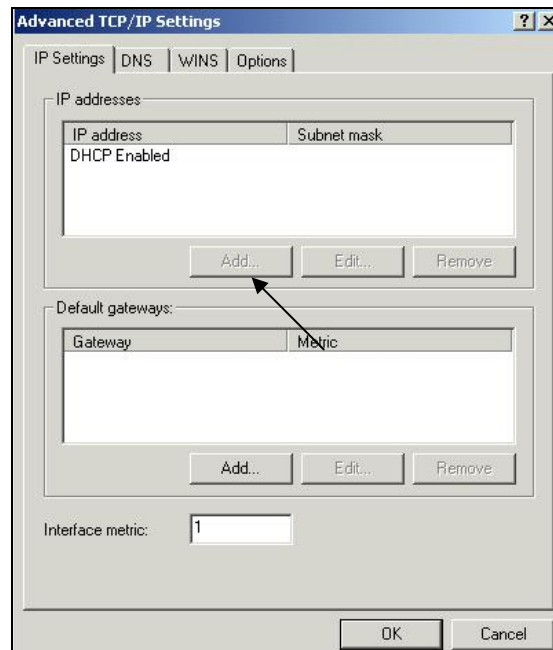 Advanced TCP/IP Settings
IP Settings DNS WINS Options
IP addresses
IP address Subnet mask
DHCP Enabled
Add... Edit... Remove
Default gateways:
Gateway Metric
Add... Edit... Remove
Interface metric: 1
OK Cancel